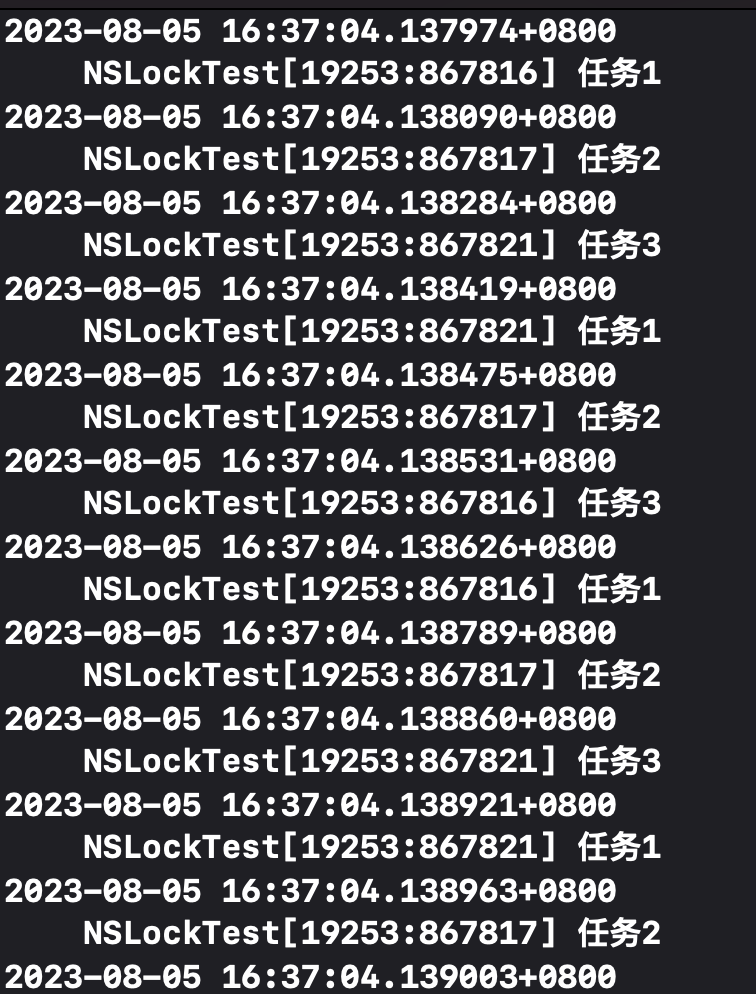 2023-08-05 16:37:04.137974+0800
NSLockTest[19253:867816] 任务1
2023-08-05 16:37:04.138090+0800
NSLockTest[19253:867817] 任务2
2023-08-05 16:37:04.138284+0800
NSLockTest[19253:867821] 任务3
2023-08-05 16:37:04.138419+0800
NSLockTest[19253:867821] 任务1
2023-08-05 16:37:04.138475+0800
NSLockTest[19253:867817] 任务2
2023-08-05 16:37:04.138531+0800
NSLockTest[19253:867816] 任务3
2023-08-05 16:37:04.138626+0800
NSLockTest[19253:867816] 任务1
2023-08-05 16:37:04.138789+0800
NSLockTest[19253:867817] 任务2
2023-08-05 16:37:04.138860+0800
NSLockTest[19253:867821] 任务3
2023-08-05 16:37:04.138921+0800
NSLockTest[19253:867821] 任务1
2023-08-05 16:37:04.138963+0800
NSLockTest[19253:867817] 任务2
2023-08-05 16:37:04.139003+0800